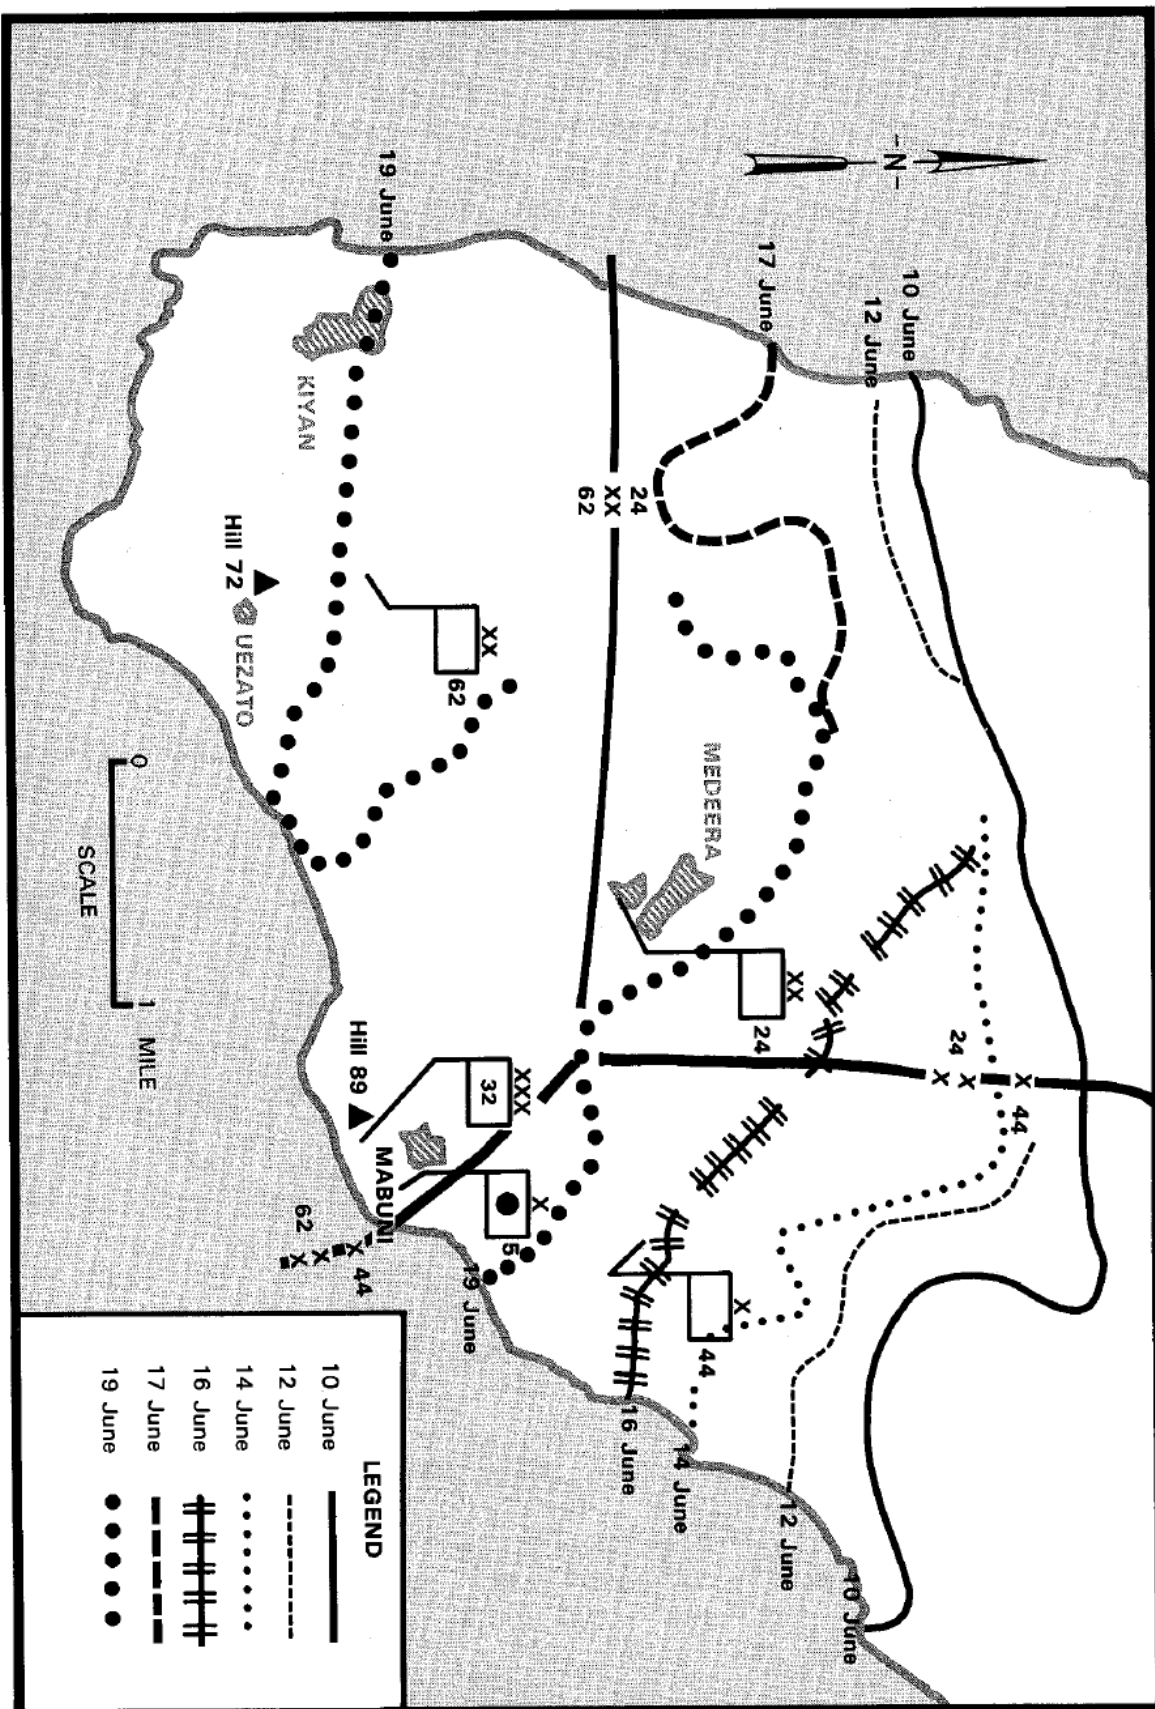 -N-
10 June
12 June
17 June
19 June
24
XX
62
24
X
X
X
44
KIYAN
Hill 72
UEZATO
XX
62
MEDEERA
XX
24
XXX
32
Hill 89
MABUNI
X
5
X
44
62
X
X
X
44
19 June
16 June
14 June
12 June
10 June
0
1 MILE
SCALE
LEGEND
10 June
12 June
14 June
16 June
17 June
19 June